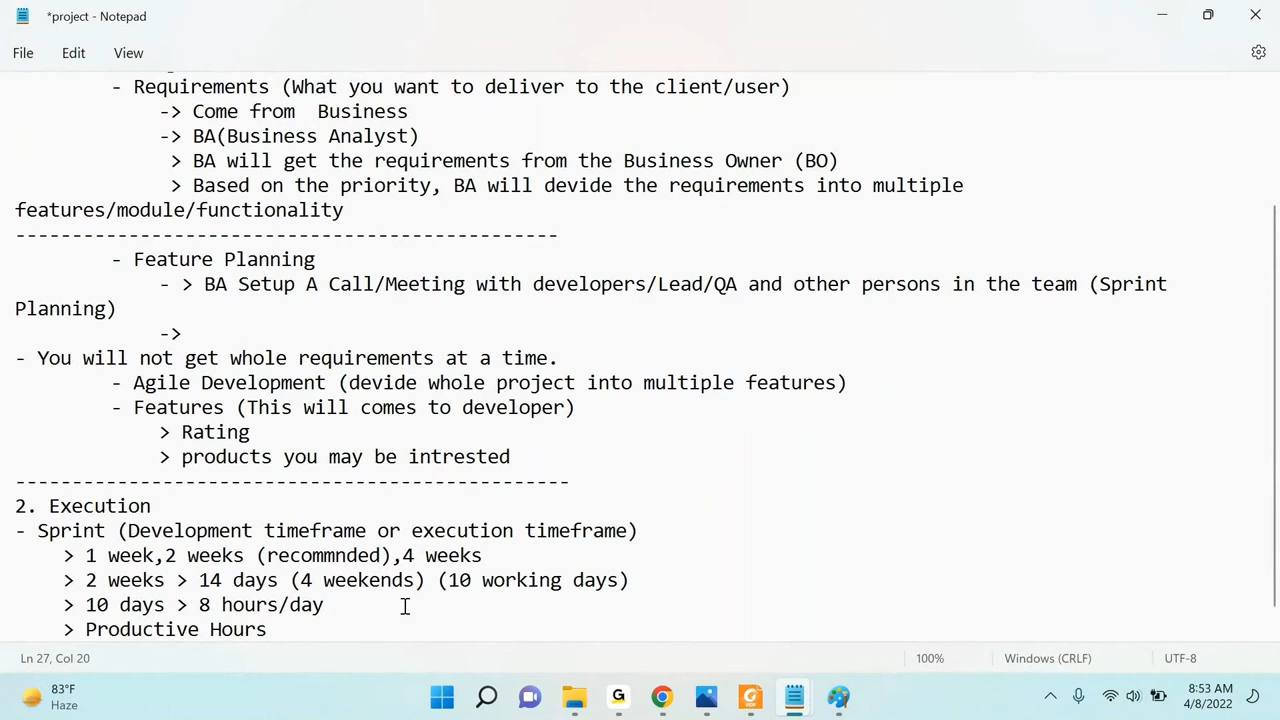 *project - Notepad
File Edit View
- Requirements (What you want to deliver to the client/user)
-> Come from  Business
-> BA(Business Analyst)
> BA will get the requirements from the Business Owner (BO)
> Based on the priority, BA will devide the requirements into multiple
features/module/functionality
------------------------------------------------
- Feature Planning
- > BA Setup A Call/Meeting with developers/Lead/QA and other persons in the team (Sprint
Planning)
->
- You will not get whole requirements at a time.
- Agile Development (devide whole project into multiple features)
- Features (This will comes to developer)
> Rating
> products you may be intrested
-------------------------------------------------
2. Execution
- Sprint (Development timeframe or execution timeframe)
> 1 week,2 weeks (recommnded),4 weeks
> 2 weeks > 14 days (4 weekends) (10 working days)
> 10 days > 8 hours/day
> Productive Hours
Ln 27, Col 20 100% Windows (CRLF) UTF-8
83°F
Haze
8:53 AM
4/8/2022